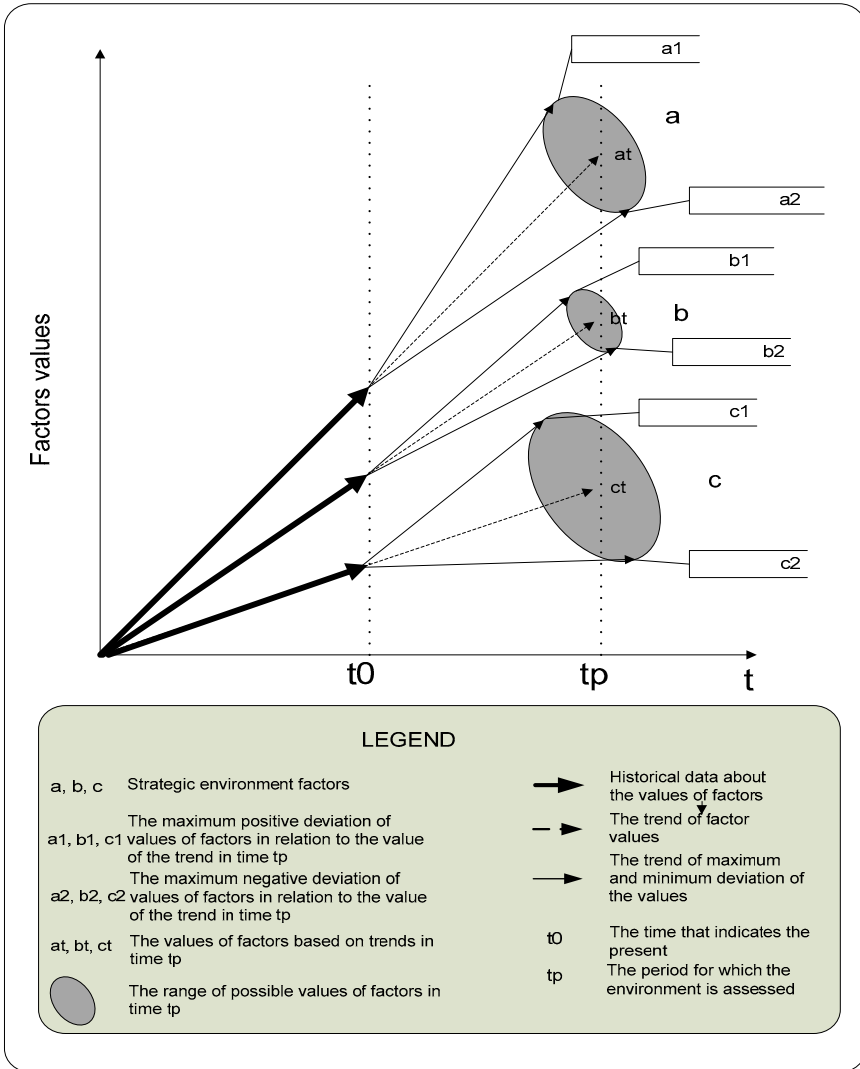 a1
a
at
a2
b1
b
bt
b2
c1
c
ct
c2
Factors values
t0
tp
t
LEGEND
a, b, c
Strategic environment factors
a1, b1, c1
The maximum positive deviation of
values of factors in relation to the value
of the trend in time tp
a2, b2, c2
The maximum negative deviation of
values of factors in relation to the value
of the trend in time tp
at, bt, ct
The values of factors based on trends in
time tp
The range of possible values of factors in
time tp
Historical data about
the values of factors
The trend of factor
values
The trend of maximum
and minimum deviation of
the values
t0
The time that indicates the
present
tp
The period for which the
environment is assessed